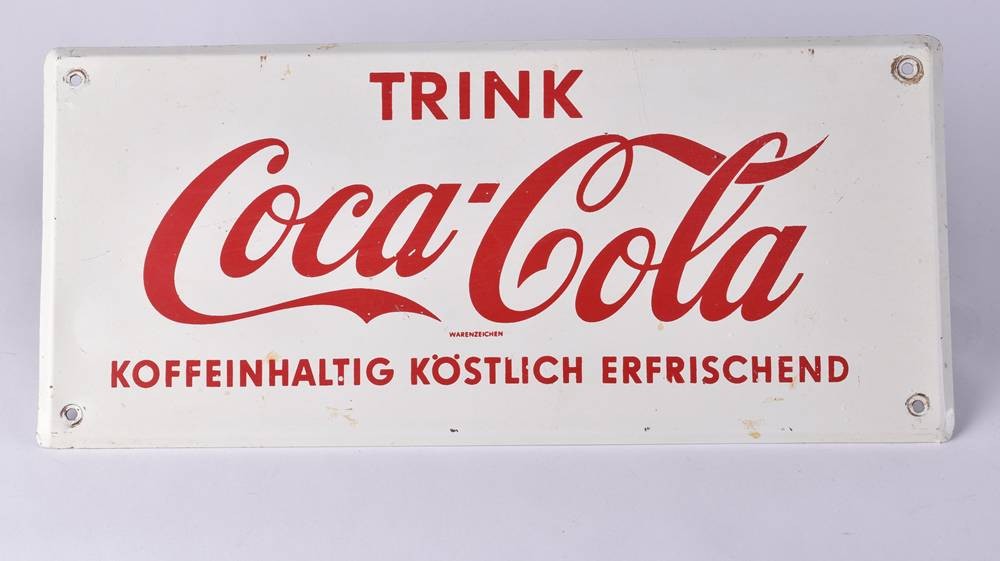 TRINK
Coca-Cola
WARENZEICHEN
KOFFEINHALTIG KÖSTLICH ERFRISCHEND